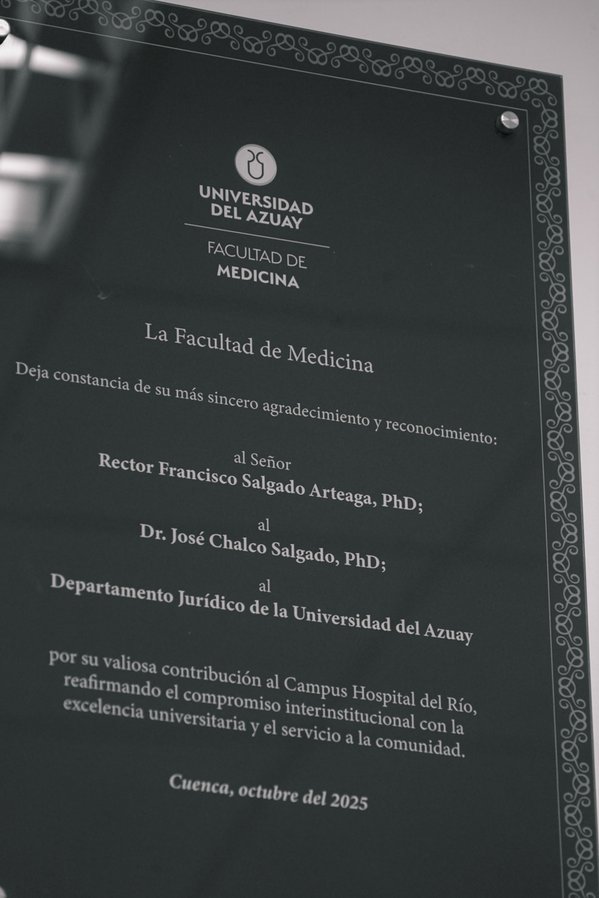 UNIVERSIDAD
DEL AZUAY
FACULTAD DE
MEDICINA
La Facultad de Medicina
Deja constancia de su más sincero agradecimiento y reconocimiento:
al Señor
Rector Francisco Salgado Arteaga, PhD;
al
Dr. José Chalco Salgado, PhD;
al
Departamento Jurídico de la Universidad del Azuay
por su valiosa contribución al Campus Hospital del Río,
reafirmando el compromiso interinstitucional con la
excelencia universitaria y el servicio a la comunidad.
Cuenca, octubre del 2025